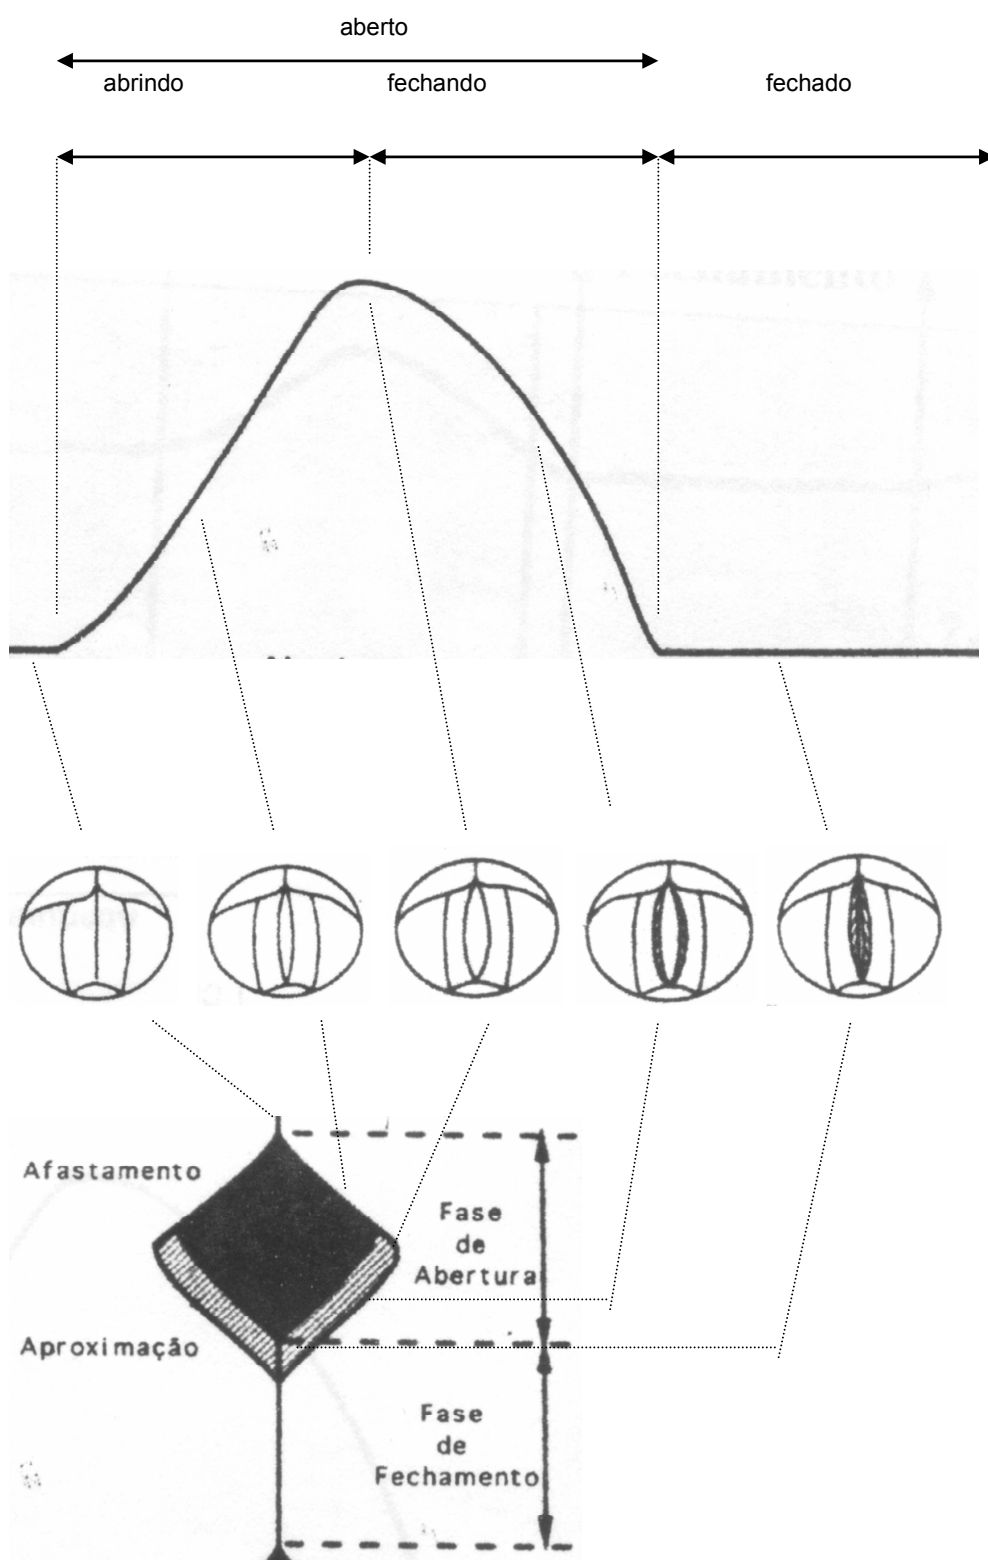 aberto
abrindo
fechando
fechado
Afastamento
Fase
de
Abertura
Aproximação
Fase
de
Fechamento